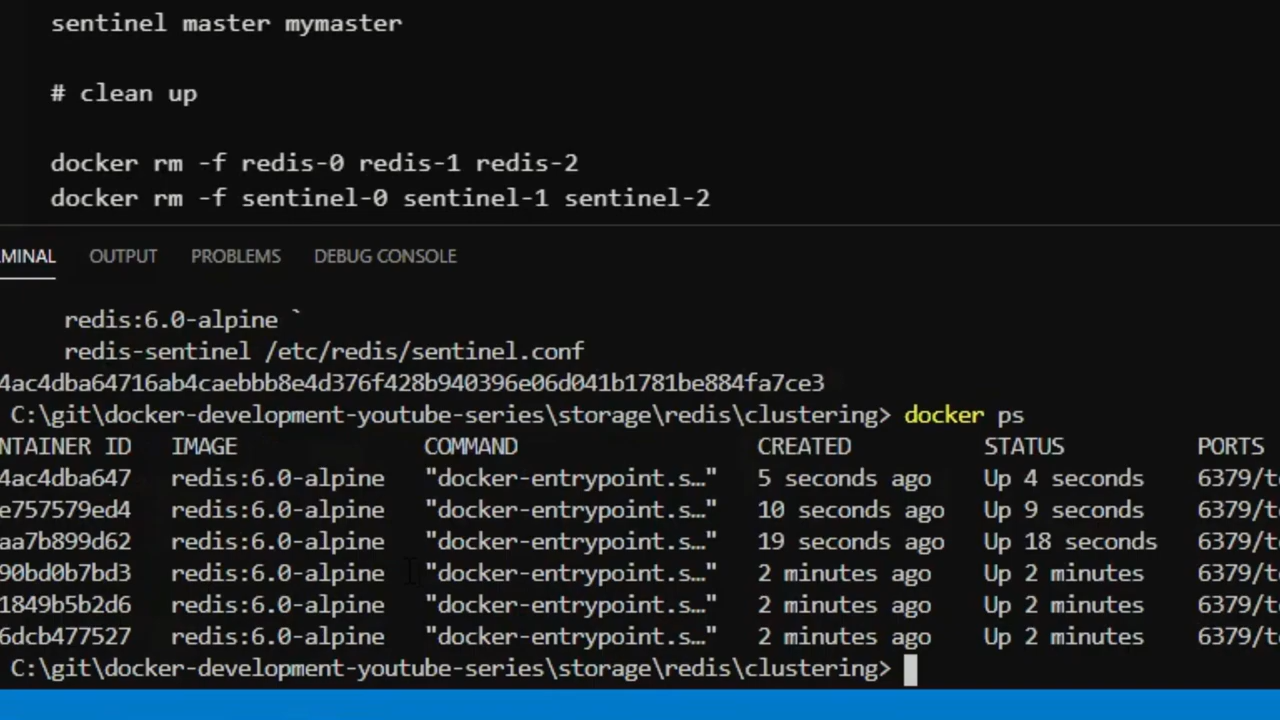 sentinel master mymaster
# clean up
docker rm -f redis-0 redis-1 redis-2
docker rm -f sentinel-0 sentinel-1 sentinel-2
MINAL OUTPUT PROBLEMS DEBUG CONSOLE
redis:6.0-alpine `
redis-sentinel /etc/redis/sentinel.conf
4ac4dba64716ab4caebbb8e4d376f428b940396e06d041b1781be884fa7ce3
C:\git\docker-development-youtube-series\storage\redis\clustering> docker ps
NTAINER ID IMAGE COMMAND CREATED STATUS PORTS
4ac4dba647 redis:6.0-alpine "docker-entrypoint.s…" 5 seconds ago Up 4 seconds 6379/t
e757579ed4 redis:6.0-alpine "docker-entrypoint.s…" 10 seconds ago Up 9 seconds 6379/t
aa7b899d62 redis:6.0-alpine "docker-entrypoint.s…" 19 seconds ago Up 18 seconds 6379/t
90bd0b7bd3 redis:6.0-alpine "docker-entrypoint.s…" 2 minutes ago Up 2 minutes 6379/t
1849b5b2d6 redis:6.0-alpine "docker-entrypoint.s…" 2 minutes ago Up 2 minutes 6379/t
6dcb477527 redis:6.0-alpine "docker-entrypoint.s…" 2 minutes ago Up 2 minutes 6379/t
C:\git\docker-development-youtube-series\storage\redis\clustering>